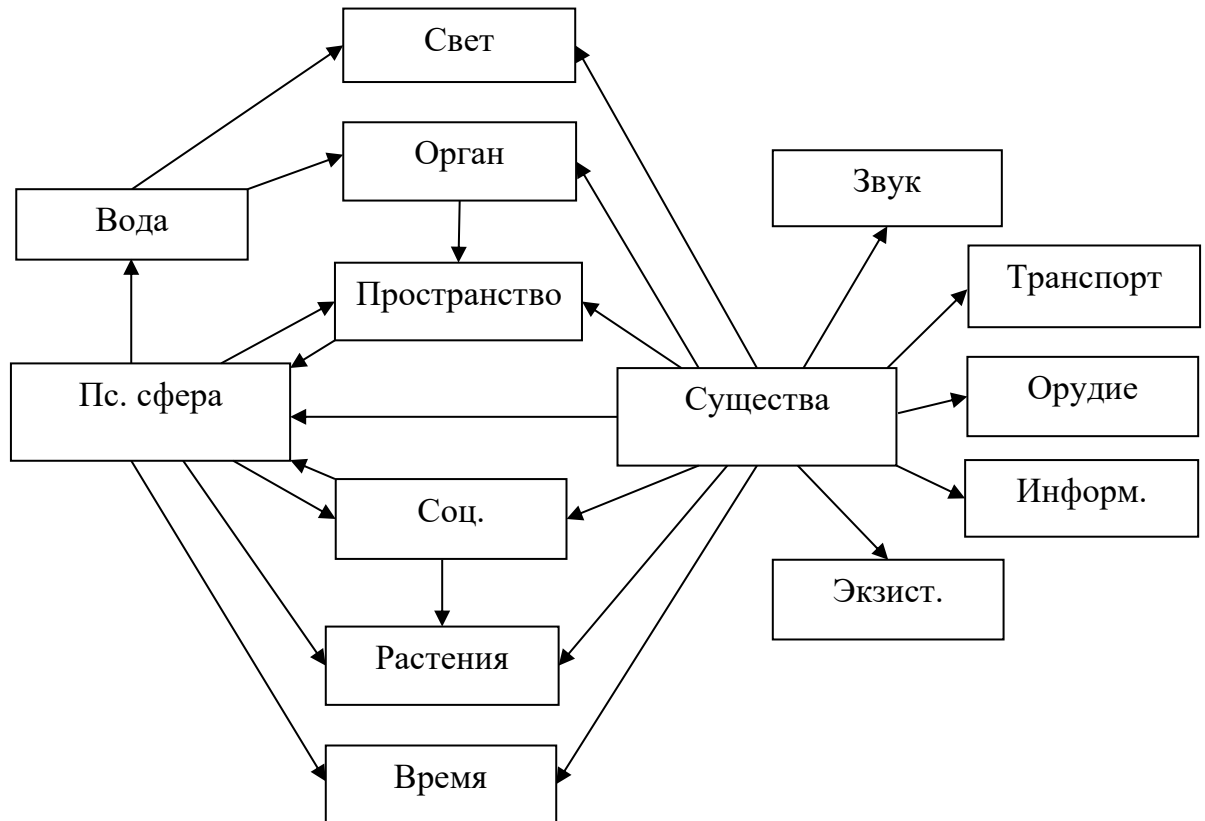 Свет
Орган
Звук
Вода
Транспорт
Пространство
Пс. сфера
Существа
Орудие
Информ.
Соц.
Экзист.
Растения
Время